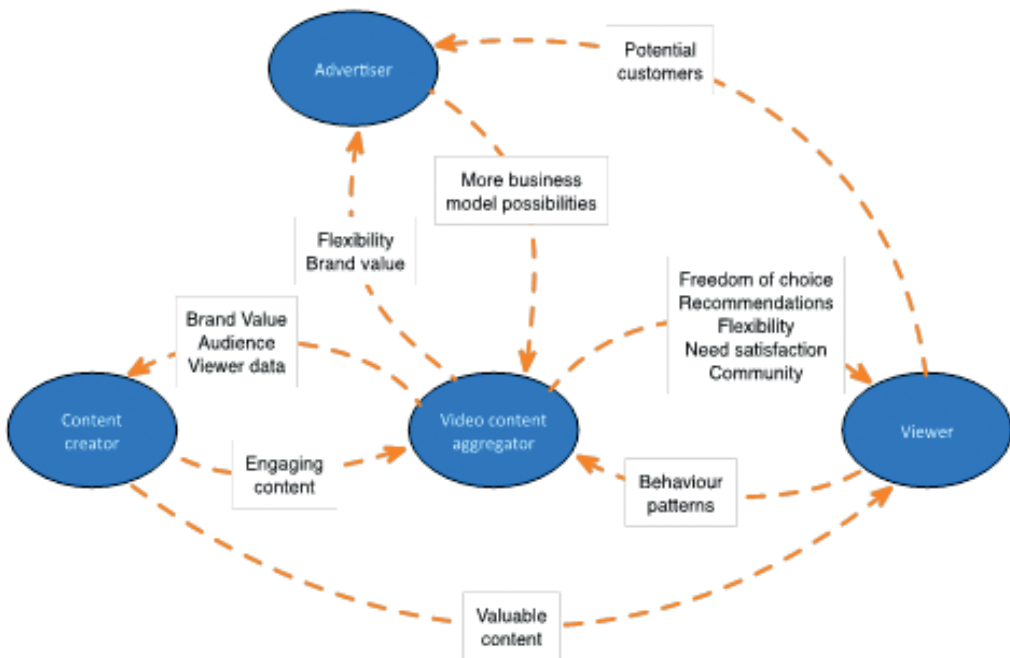 Potential
customers
Advertiser
More business
model possibilities
Flexibility
Brand value
Freedom of choice
Recommendations
Flexibility
Need satisfaction
Community
Brand Value
Audience
Viewer data
Content
creator
Video content
aggregator
Viewer
Engaging
content
Behaviour
patterns
Valuable
content